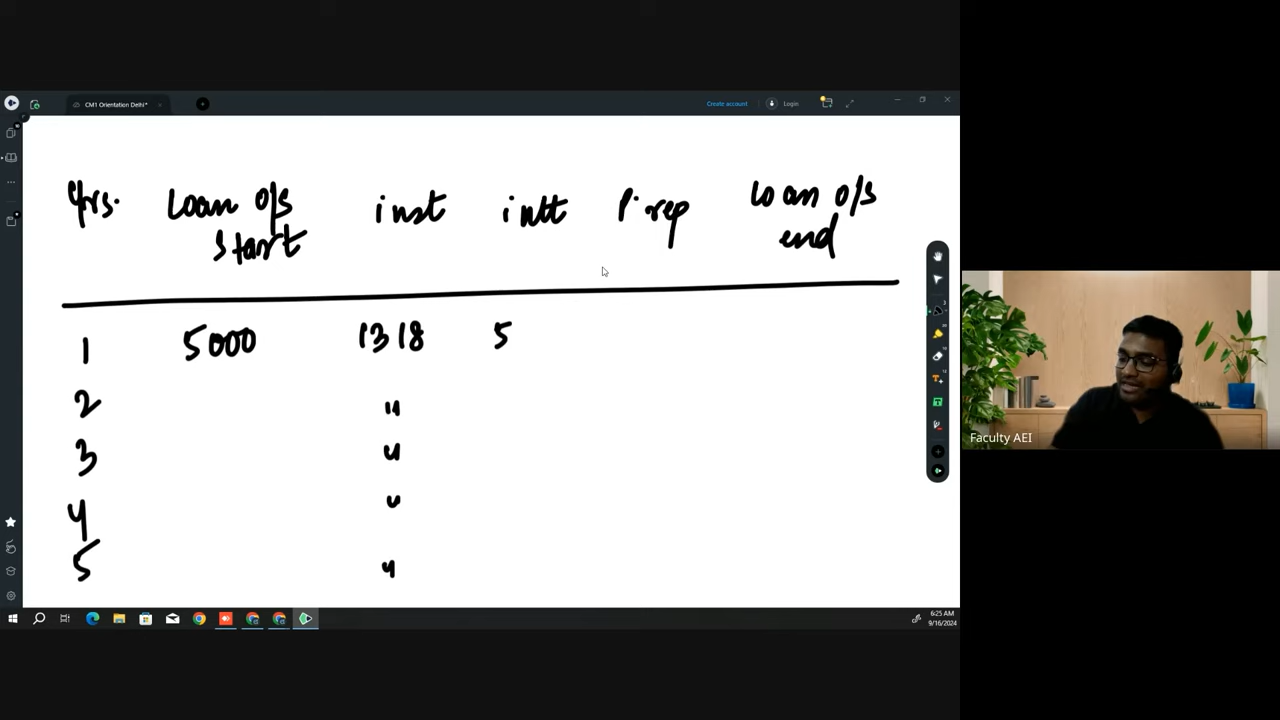 CM1 Orientation Delhi*
Create account
Login
Yrs. Loan o/s start inst intt P. rep Loan o/s end
1 5000 1318 5
2 "
3 "
4 "
5 "
Faculty AEI
6:25 AM
9/16/2024